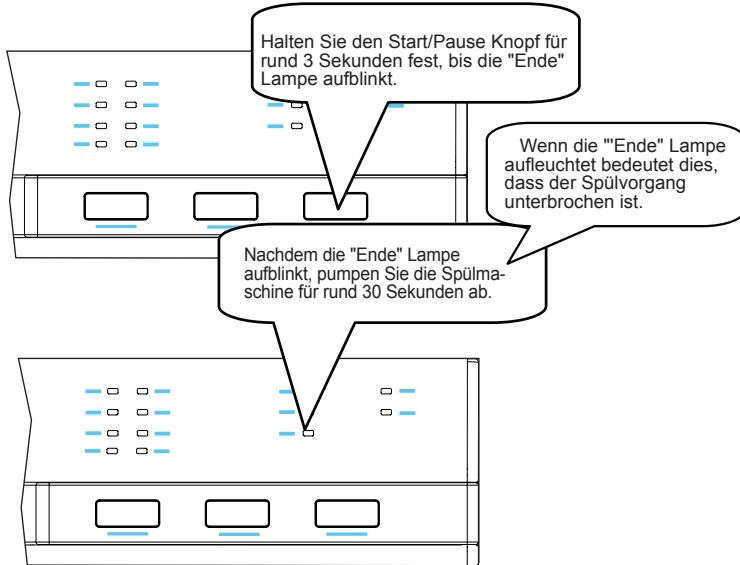 Halten Sie den Start/Pause Knopf für
rund 3 Sekunden fest, bis die "Ende"
Lampe aufblinkt.
Wenn die "'Ende" Lampe
aufleuchtet bedeutet dies,
dass der Spülvorgang
unterbrochen ist.
Nachdem die "Ende" Lampe
aufblinkt, pumpen Sie die Spülma-
schine für rund 30 Sekunden ab.